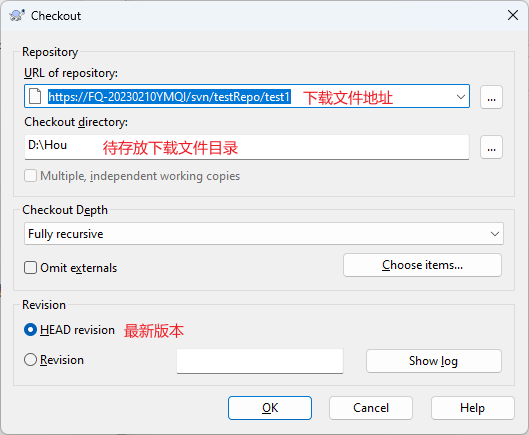 Checkout
Repository
URL of repository:
https://FQ-20230210YMQI/svn/testRepo/test1 下载文件地址
...
Checkout directory:
D:\Hou 待存放下载文件目录
...
Multiple, independent working copies
Checkout Depth
Fully recursive
Omit externals
Choose items...
Revision
HEAD revision 最新版本
Revision
Show log
OK Cancel Help